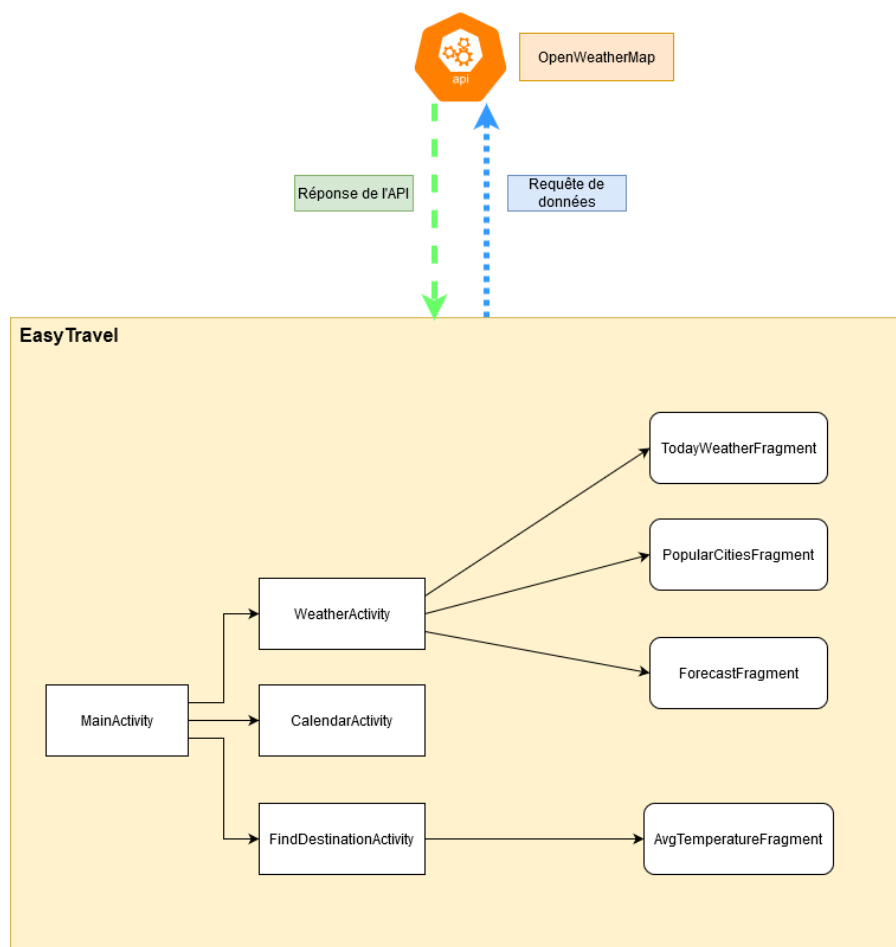 api
OpenWeatherMap
Réponse de l'API
Requête de
données
EasyTravel
TodayWeatherFragment
PopularCitiesFragment
WeatherActivity
ForecastFragment
MainActivity
CalendarActivity
FindDestinationActivity
AvgTemperatureFragment